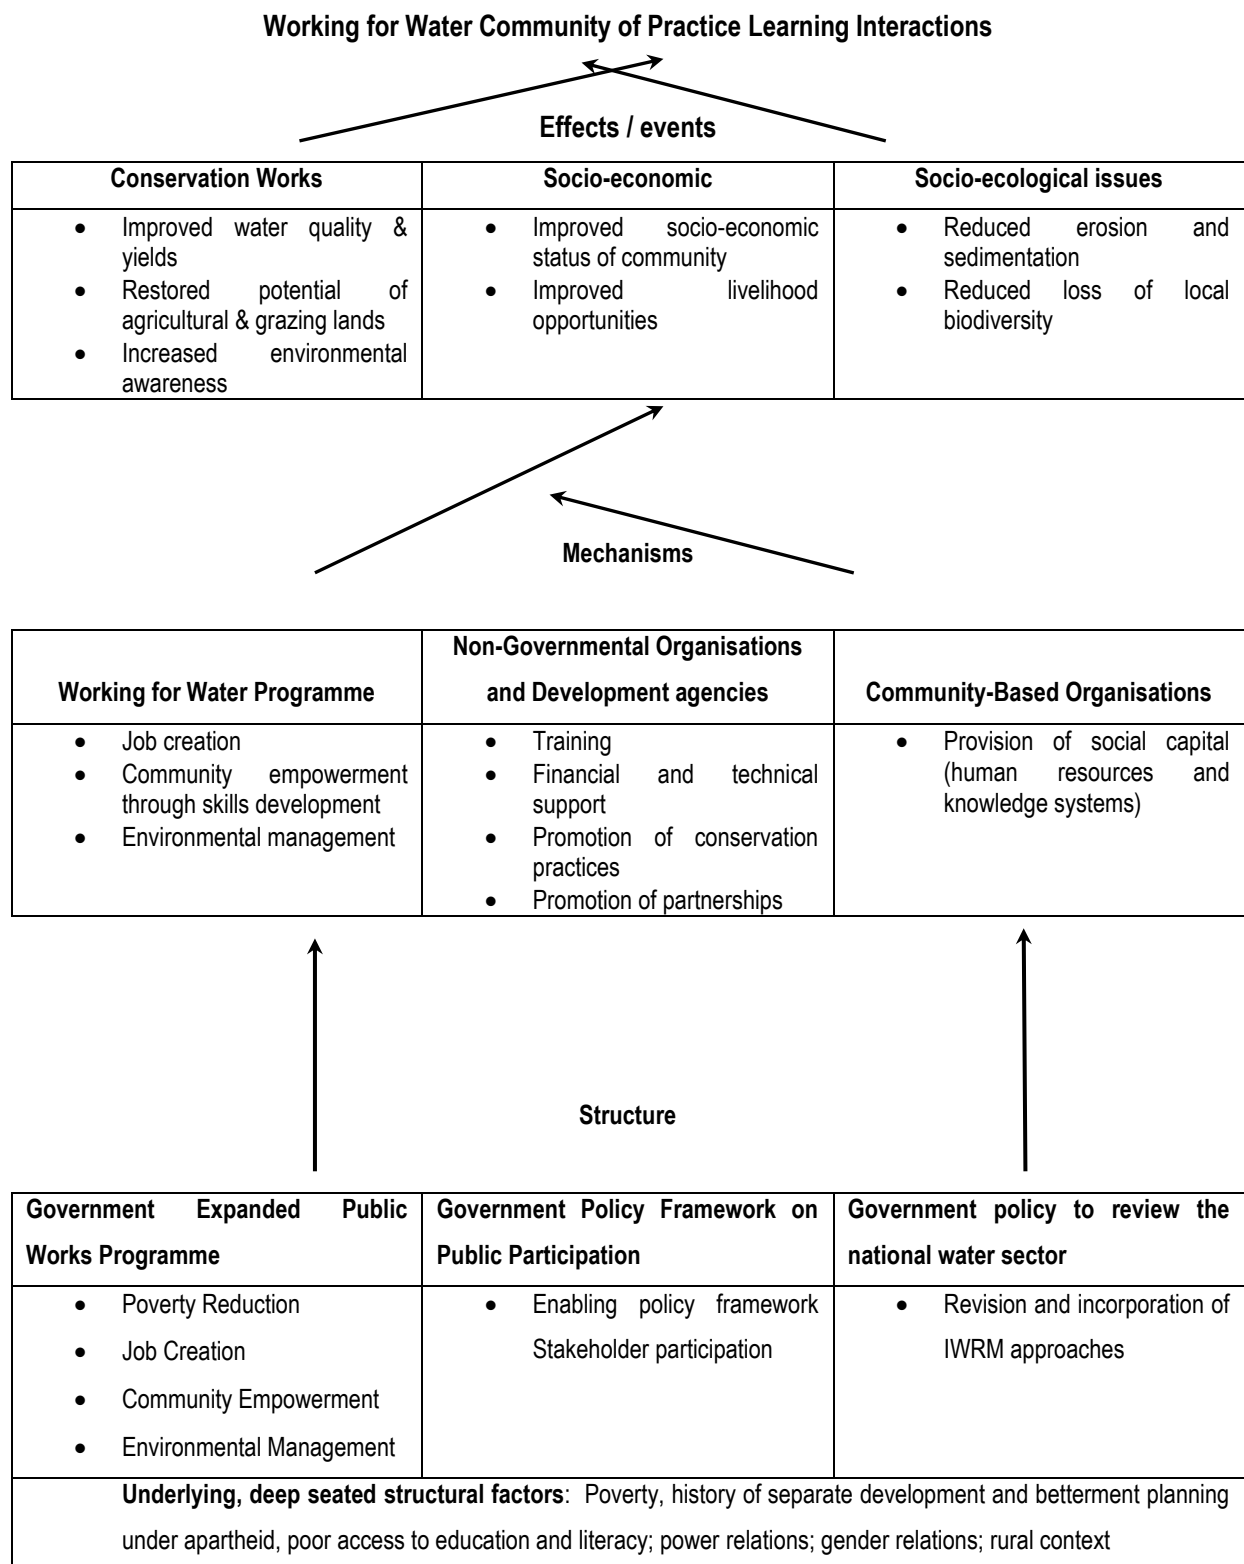 Working for Water Community of Practice Learning Interactions
Effects / events
Conservation Works
• Improved water quality &
yields
• Restored potential of
agricultural & grazing lands
• Increased environmental
awareness
Socio-economic
• Improved socio-economic
status of community
• Improved livelihood
opportunities
Socio-ecological issues
• Reduced erosion and
sedimentation
• Reduced loss of local
biodiversity
Mechanisms
Working for Water Programme
• Job creation
• Community empowerment
through skills development
• Environmental management
Non-Governmental Organisations
and Development agencies
• Training
• Financial and technical
support
• Promotion of conservation
practices
• Promotion of partnerships
Community-Based Organisations
• Provision of social capital
(human resources and
knowledge systems)
Structure
Government Expanded Public
Works Programme
• Poverty Reduction
• Job Creation
• Community Empowerment
• Environmental Management
Government Policy Framework on
Public Participation
• Enabling policy framework
Stakeholder participation
Government policy to review the
national water sector
• Revision and incorporation of
IWRM approaches
Underlying, deep seated structural factors: Poverty, history of separate development and betterment planning
under apartheid, poor access to education and literacy; power relations; gender relations; rural context